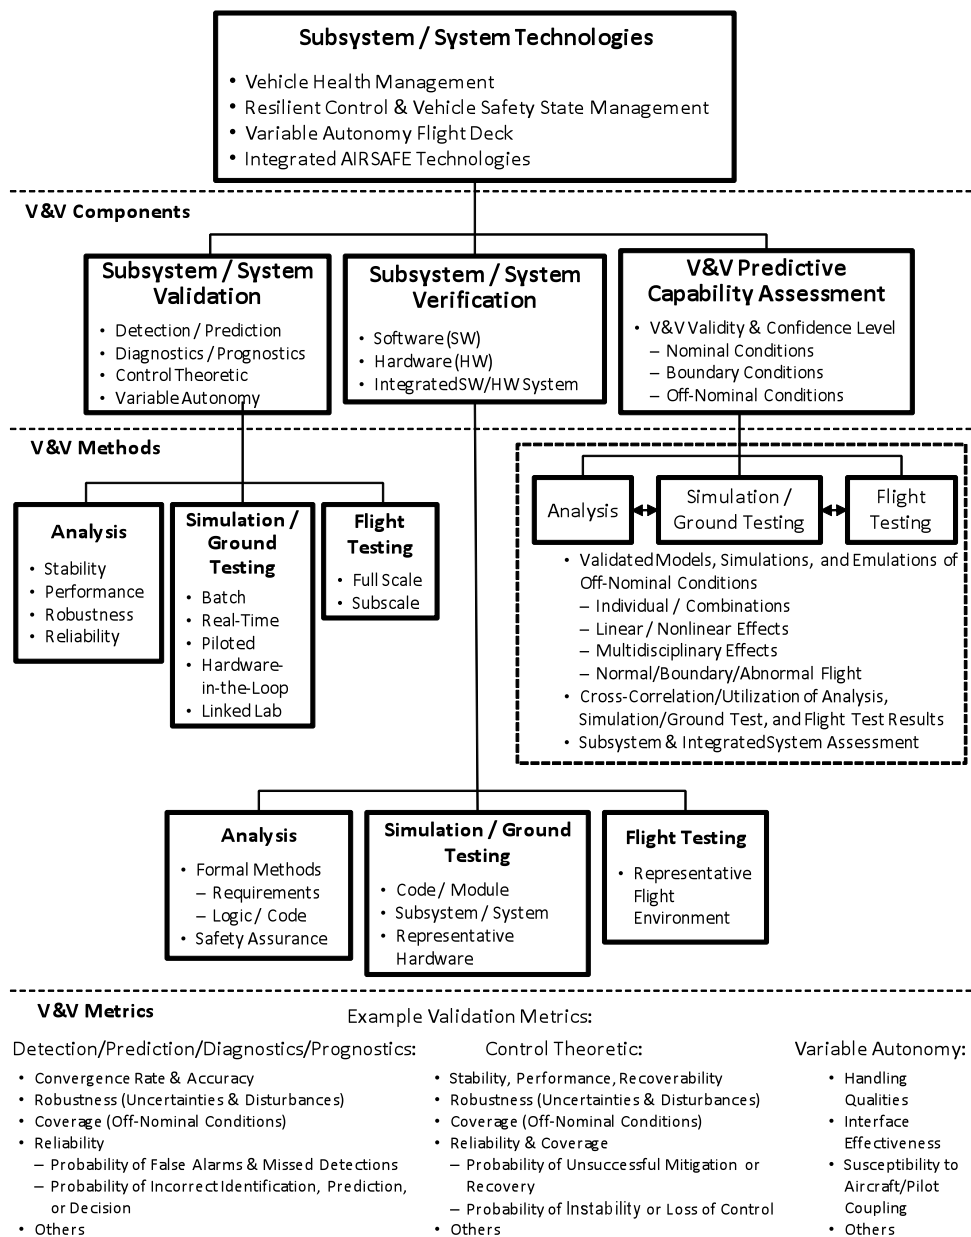 Subsystem / System Technologies
• Vehicle Health Management
• Resilient Control & Vehicle Safety State Management
• Variable Autonomy Flight Deck
• Integrated AIRSAFE Technologies
V&V Components
Subsystem / System
Validation
• Detection / Prediction
• Diagnostics / Prognostics
• Control Theoretic
• Variable Autonomy
Subsystem / System
Verification
• Software (SW)
• Hardware (HW)
• Integrated SW/HW System
V&V Predictive
Capability Assessment
• V&V Validity & Confidence Level
– Nominal Conditions
– Boundary Conditions
– Off-Nominal Conditions
V&V Methods
Analysis
• Stability
• Performance
• Robustness
• Reliability
Simulation /
Ground
Testing
• Batch
• Real-Time
• Piloted
• Hardware-
in-the-Loop
• Linked Lab
Flight
Testing
• Full Scale
• Subscale
Analysis
Simulation /
Ground Testing
Flight
Testing
• Validated Models, Simulations, and Emulations of
Off-Nominal Conditions
– Individual / Combinations
– Linear / Nonlinear Effects
– Multidisciplinary Effects
– Normal/Boundary/Abnormal Flight
• Cross-Correlation/Utilization of Analysis,
Simulation/Ground Test, and Flight Test Results
• Subsystem & Integrated System Assessment
Analysis
• Formal Methods
– Requirements
– Logic / Code
• Safety Assurance
Simulation / Ground
Testing
• Code / Module
• Subsystem / System
• Representative
Hardware
Flight Testing
• Representative
Flight
Environment
V&V Metrics
Example Validation Metrics:
Detection/Prediction/Diagnostics/Prognostics:
• Convergence Rate & Accuracy
• Robustness (Uncertainties & Disturbances)
• Coverage (Off-Nominal Conditions)
• Reliability
– Probability of False Alarms & Missed Detections
– Probability of Incorrect Identification, Prediction,
or Decision
• Others
Control Theoretic:
• Stability, Performance, Recoverability
• Robustness (Uncertainties & Disturbances)
• Coverage (Off-Nominal Conditions)
• Reliability & Coverage
– Probability of Unsuccessful Mitigation or
Recovery
– Probability of Instability or Loss of Control
• Others
Variable Autonomy:
• Handling
Qualities
• Interface
Effectiveness
• Susceptibility to
Aircraft/Pilot
Coupling
• Others